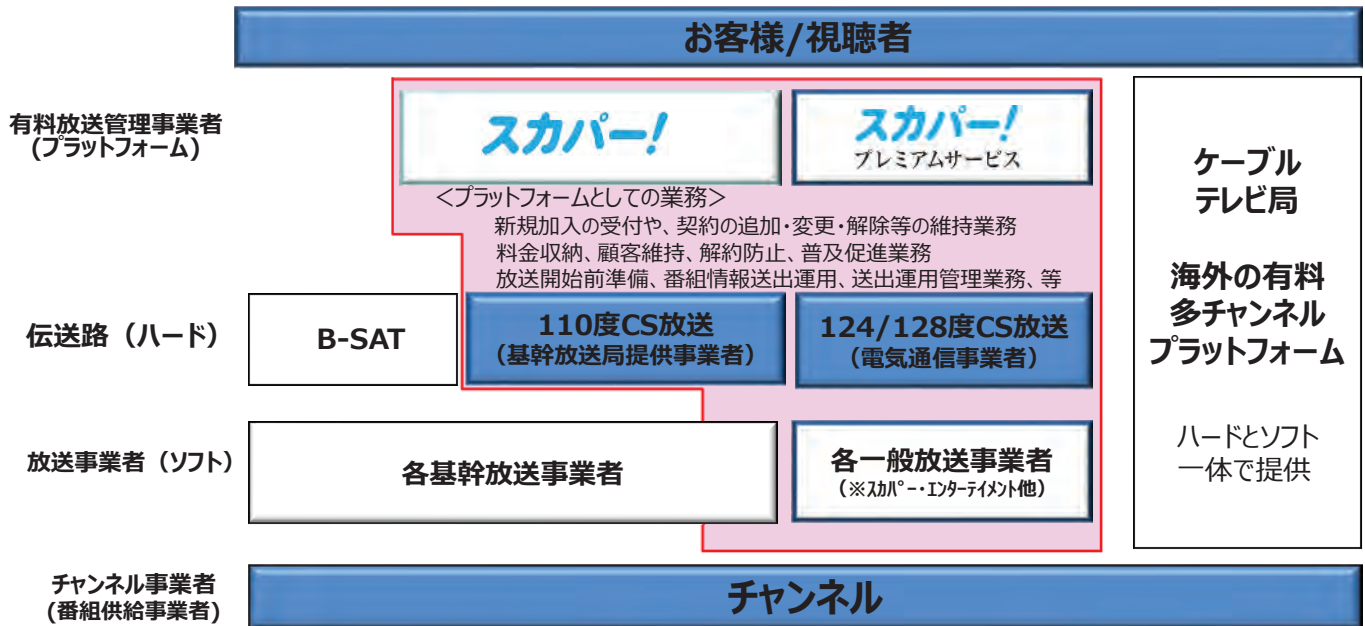 お客様/視聴者
有料放送管理事業者
(プラットフォーム)
スカパー!
スカパー!
プレミアムサービス
<プラットフォームとしての業務>
新規加入の受付や、契約の追加・変更・解除等の維持業務
料金収納、顧客維持、解約防止、普及促進業務
放送開始前準備、番組情報送出運用、送出運用管理業務、等
伝送路（ハード）
B-SAT
110度CS放送
（基幹放送局提供事業者）
124/128度CS放送
（電気通信事業者）
放送事業者（ソフト）
各基幹放送事業者
各一般放送事業者
（※ｽｶﾊﾟｰ・ｴﾝﾀｰﾃｲﾒﾝﾄ他）
ケーブル
テレビ局
海外の有料
多チャンネル
プラットフォーム
ハードとソフト
一体で提供
チャンネル事業者
(番組供給事業者)
チャンネル